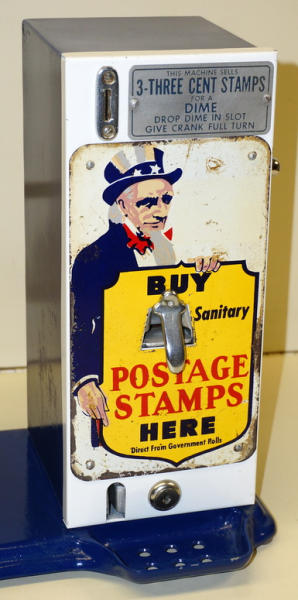 THIS MACHINE SELLS
3-THREE CENT STAMPS
FOR A
DIME
DROP DIME IN SLOT
GIVE CRANK FULL TURN
BUY
Sanitary
POSTAGE
STAMPS
HERE
Direct From Government Rolls